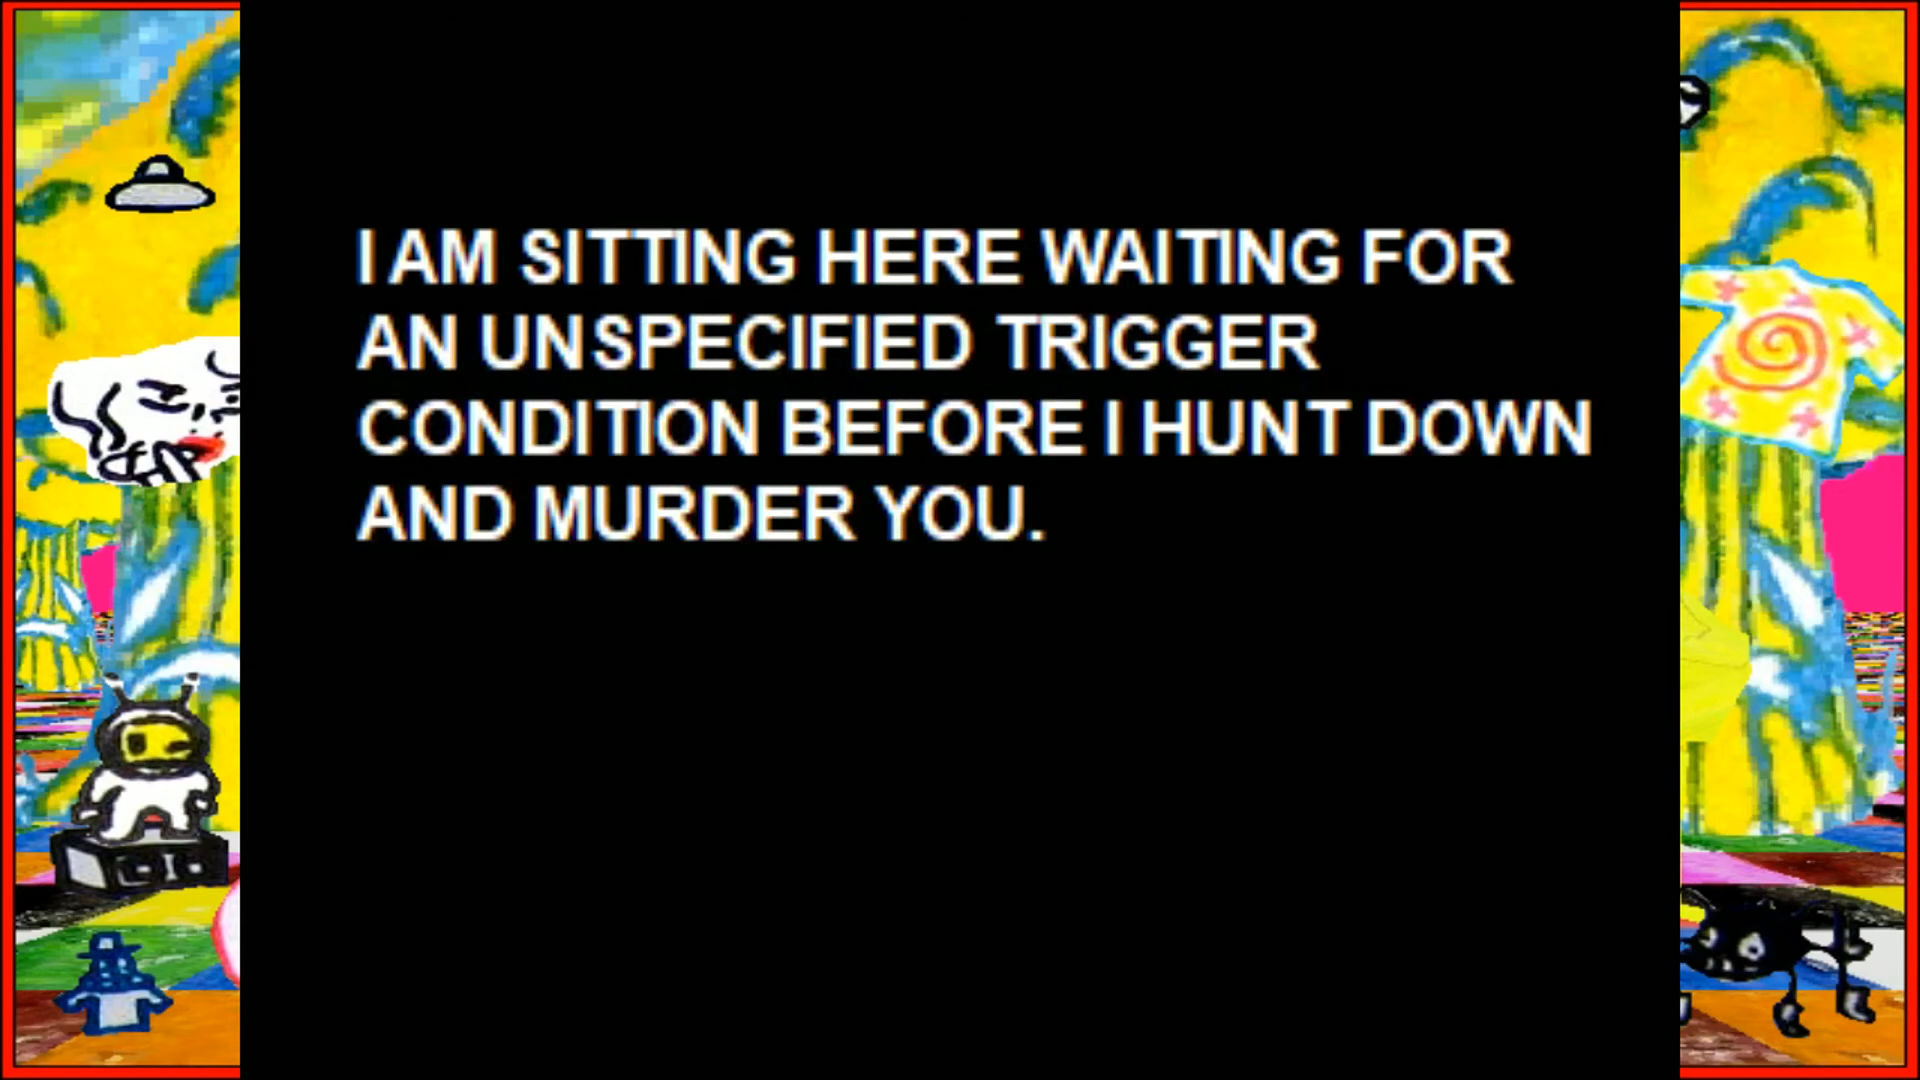 I AM SITTING HERE WAITING FOR
AN UNSPECIFIED TRIGGER
CONDITION BEFORE I HUNT DOWN
AND MURDER YOU.